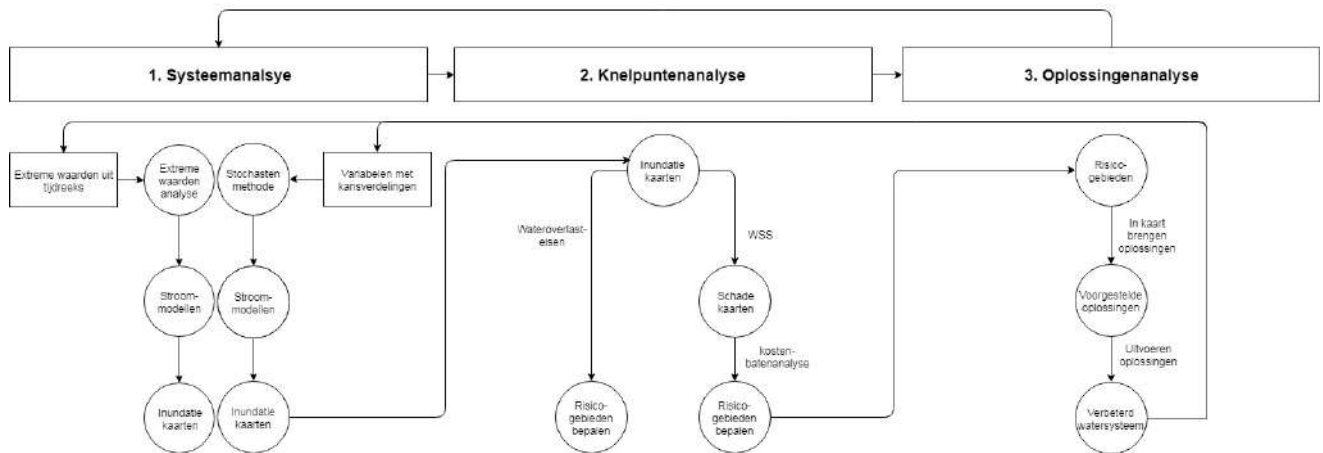 1. Systeemanalsye
2. Knelpuntenanalyse
3. Oplossingenanalyse
Extreme waarden uit
tijdreeks
Extreme
waarden
analyse
Stochasten
methode
Variabelen met
kansverdelingen
Stroom-
modellen
Stroom-
modellen
Inundatie
kaarten
Inundatie
kaarten
Inundatie
kaarten
Wateroverlast-
eisen
WSS
Schade
kaarten
kosten-
batenanalyse
Risico-
gebieden
bepalen
Risico-
gebieden
bepalen
Risico-
gebieden
In kaart
brengen
oplossingen
Voorgestelde
oplossingen
Uitvoeren
oplossingen
Verbeterd
watersysteem